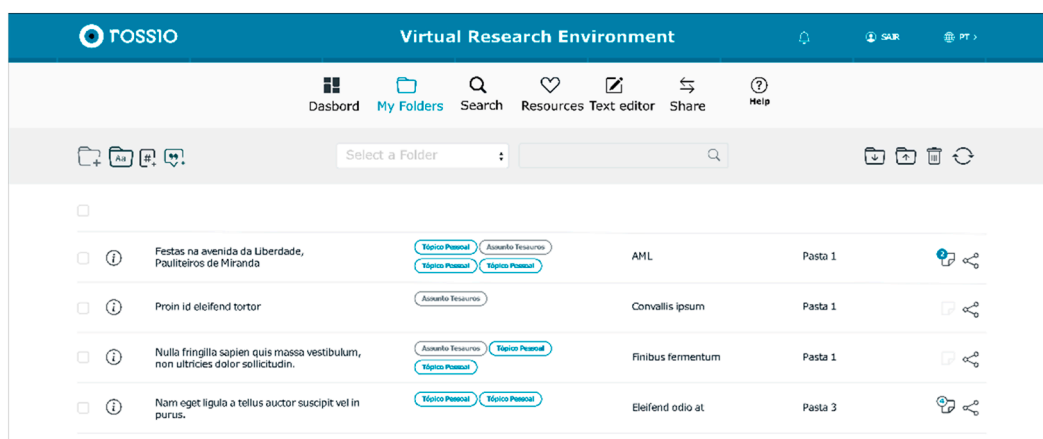 rossio Virtual Research Environment SAIR PT >
Dasbord My Folders Search Resources Text editor Share Help
Aa # Select a Folder
Festas na avenida da Liberdade,
Pauliteiros de Miranda
Tópico Pessoal Assunto Tesauros
Tópico Pessoal Tópico Pessoal
AML Pasta 1 2
Proin id eleifend tortor Assunto Tesauros Convallis ipsum Pasta 1
Nulla fringilla sapien quis massa vestibulum,
non ultricies dolor sollicitudin.
Assunto Tesauros Tópico Pessoal
Tópico Pessoal
Finibus fermentum Pasta 1
Nam eget ligula a tellus auctor suscipit vel in
purus.
Tópico Pessoal Tópico Pessoal
Eleifend odio at Pasta 3 4